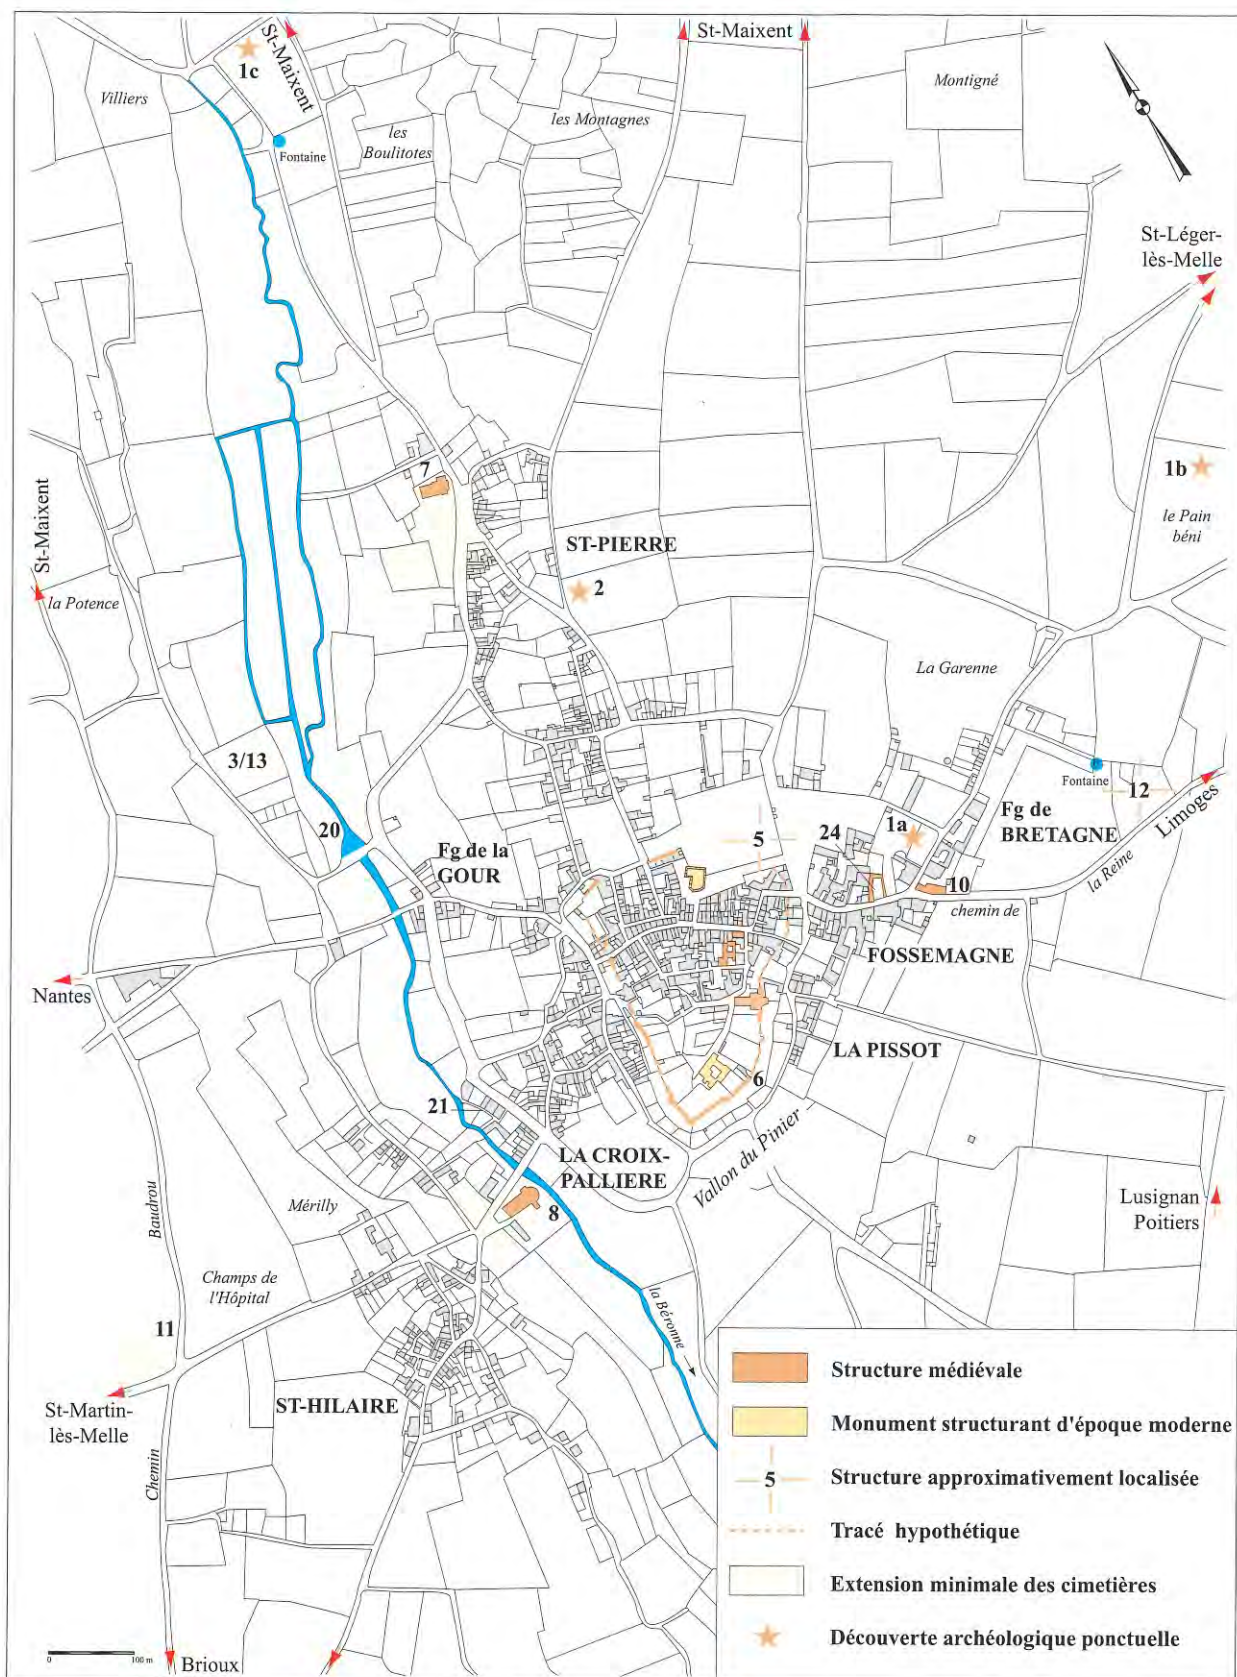 St-Maixent
1c
Villiers
Fontaine
les
Boulitotes
les Montagnes
St-Maixent
Montigné
St-Léger-
lès-Melle
1b
le Pain
béni
7
ST-PIERRE
2
St-Maixent
la Potence
La Garenne
3/13
20
Fg de la
GOUR
5
24
1a
Fg de
BRETAGNE
Fontaine
12
Limoges
la Reine
10
chemin de
FOSSEMAGNE
Nantes
LA PISSOT
6
21
LA CROIX-
PALLIERE
Vallon du Pinier
8
Mérilly
Baudrou
Champs de
l'Hôpital
Lusignan
Poitiers
11
la Béronne
St-Martin-
lès-Melle
ST-HILAIRE
Chemin
Brioux
0 100 m
Structure médiévale
Monument structurant d'époque moderne
5
Structure approximativement localisée
Tracé hypothétique
Extension minimale des cimetières
Découverte archéologique ponctuelle